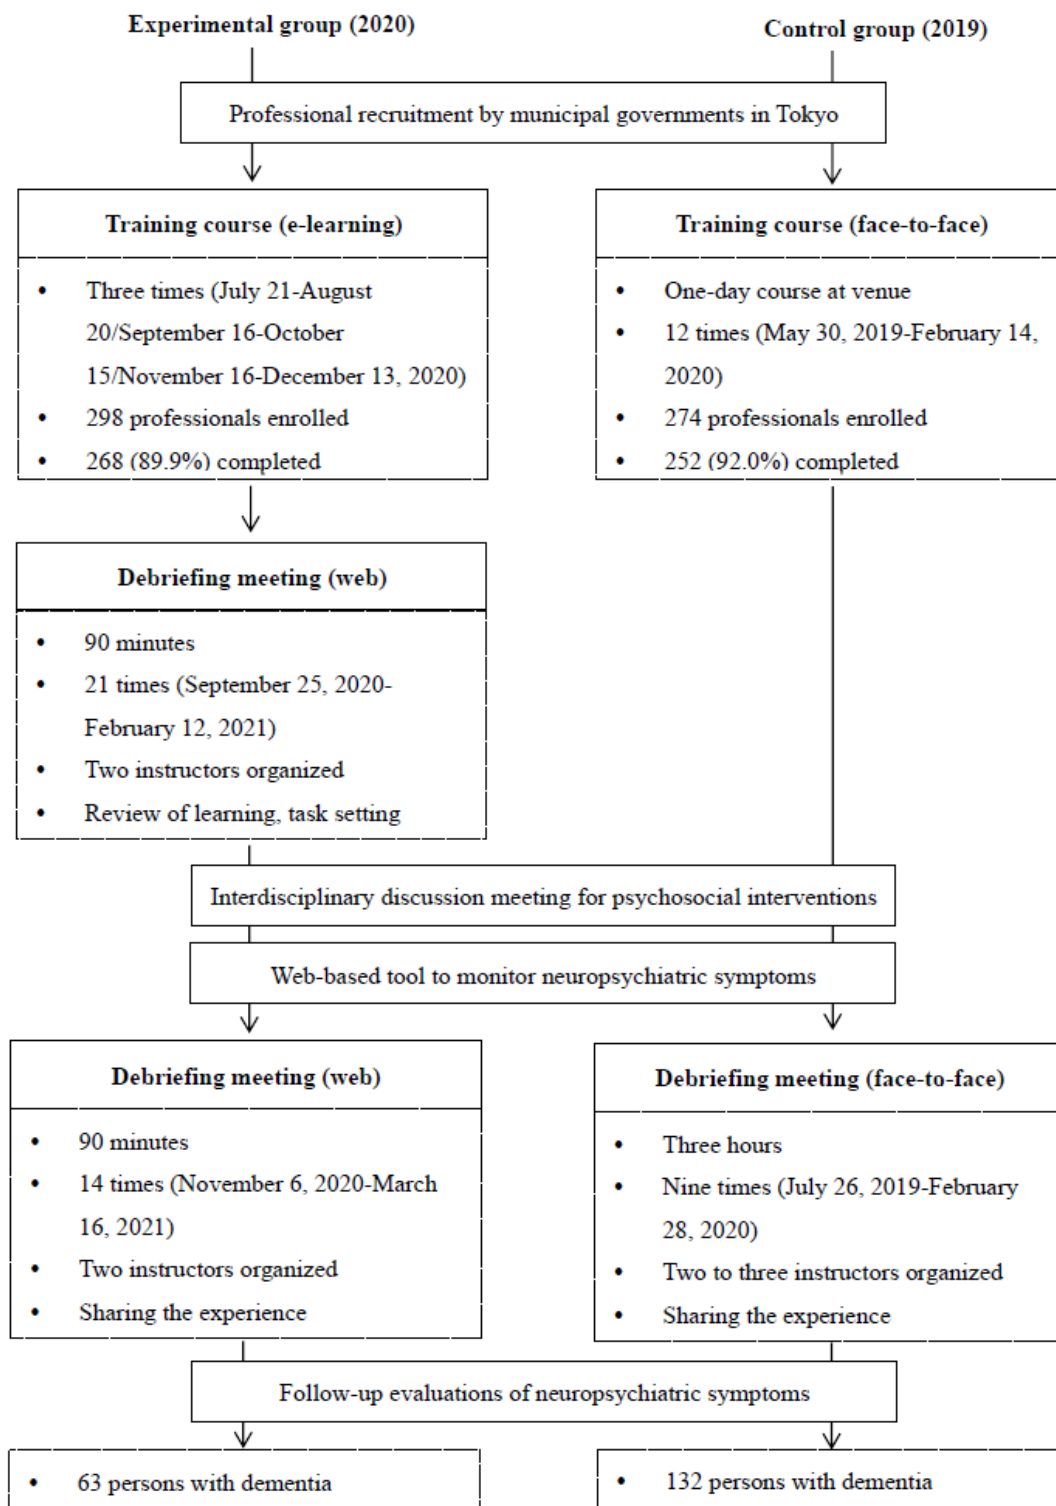 Experimental group (2020)
Control group (2019)
Professional recruitment by municipal governments in Tokyo
Training course (e-learning)
• Three times (July 21-August
20/September 16-October
15/November 16-December 13, 2020)
• 298 professionals enrolled
• 268 (89.9%) completed
Training course (face-to-face)
• One-day course at venue
• 12 times (May 30, 2019-February 14,
2020)
• 274 professionals enrolled
• 252 (92.0%) completed
Debriefing meeting (web)
• 90 minutes
• 21 times (September 25, 2020-
February 12, 2021)
• Two instructors organized
• Review of learning, task setting
Interdisciplinary discussion meeting for psychosocial interventions
Web-based tool to monitor neuropsychiatric symptoms
Debriefing meeting (web)
• 90 minutes
• 14 times (November 6, 2020-March
16, 2021)
• Two instructors organized
• Sharing the experience
Debriefing meeting (face-to-face)
• Three hours
• Nine times (July 26, 2019-February
28, 2020)
• Two to three instructors organized
• Sharing the experience
Follow-up evaluations of neuropsychiatric symptoms
• 63 persons with dementia
• 132 persons with dementia